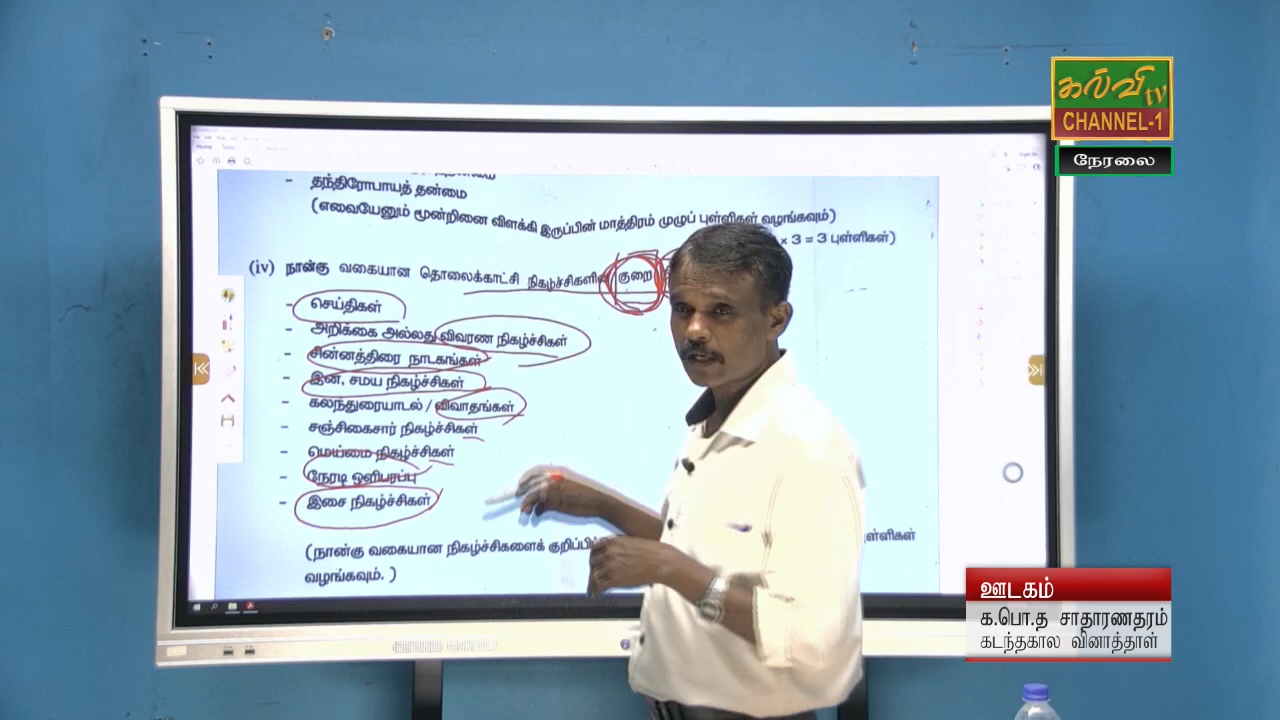 கல்வி tv
CHANNEL-1
நேரலை
- தந்திரோபாயத் தன்மை
(எவையேனும் மூன்றினை விளக்கி இருப்பின் மாத்திரம் முழுப் புள்ளிகள் வழங்கவும்)
× 3 = 3 புள்ளிகள்)
(iv) நான்கு வகையான தொலைக்காட்சி நிகழ்ச்சிகளின் குறை
- செய்திகள்
- அறிக்கை அல்லது விவரண நிகழ்ச்சிகள்
- சின்னத்திரை நாடகங்கள்
- இன, சமய நிகழ்ச்சிகள்
- கலந்துரையாடல் / விவாதங்கள்
- சஞ்சிகைசார் நிகழ்ச்சிகள்
- மெய்மை நிகழ்ச்சிகள்
- நேரடி ஒளிபரப்பு
- இசை நிகழ்ச்சிகள்
(நான்கு வகையான நிகழ்ச்சிகளைக்
வழங்கவும். )
ஊடகம்
க.பொ.த சாதாரணதரம்
கடந்தகால வினாத்தாள்